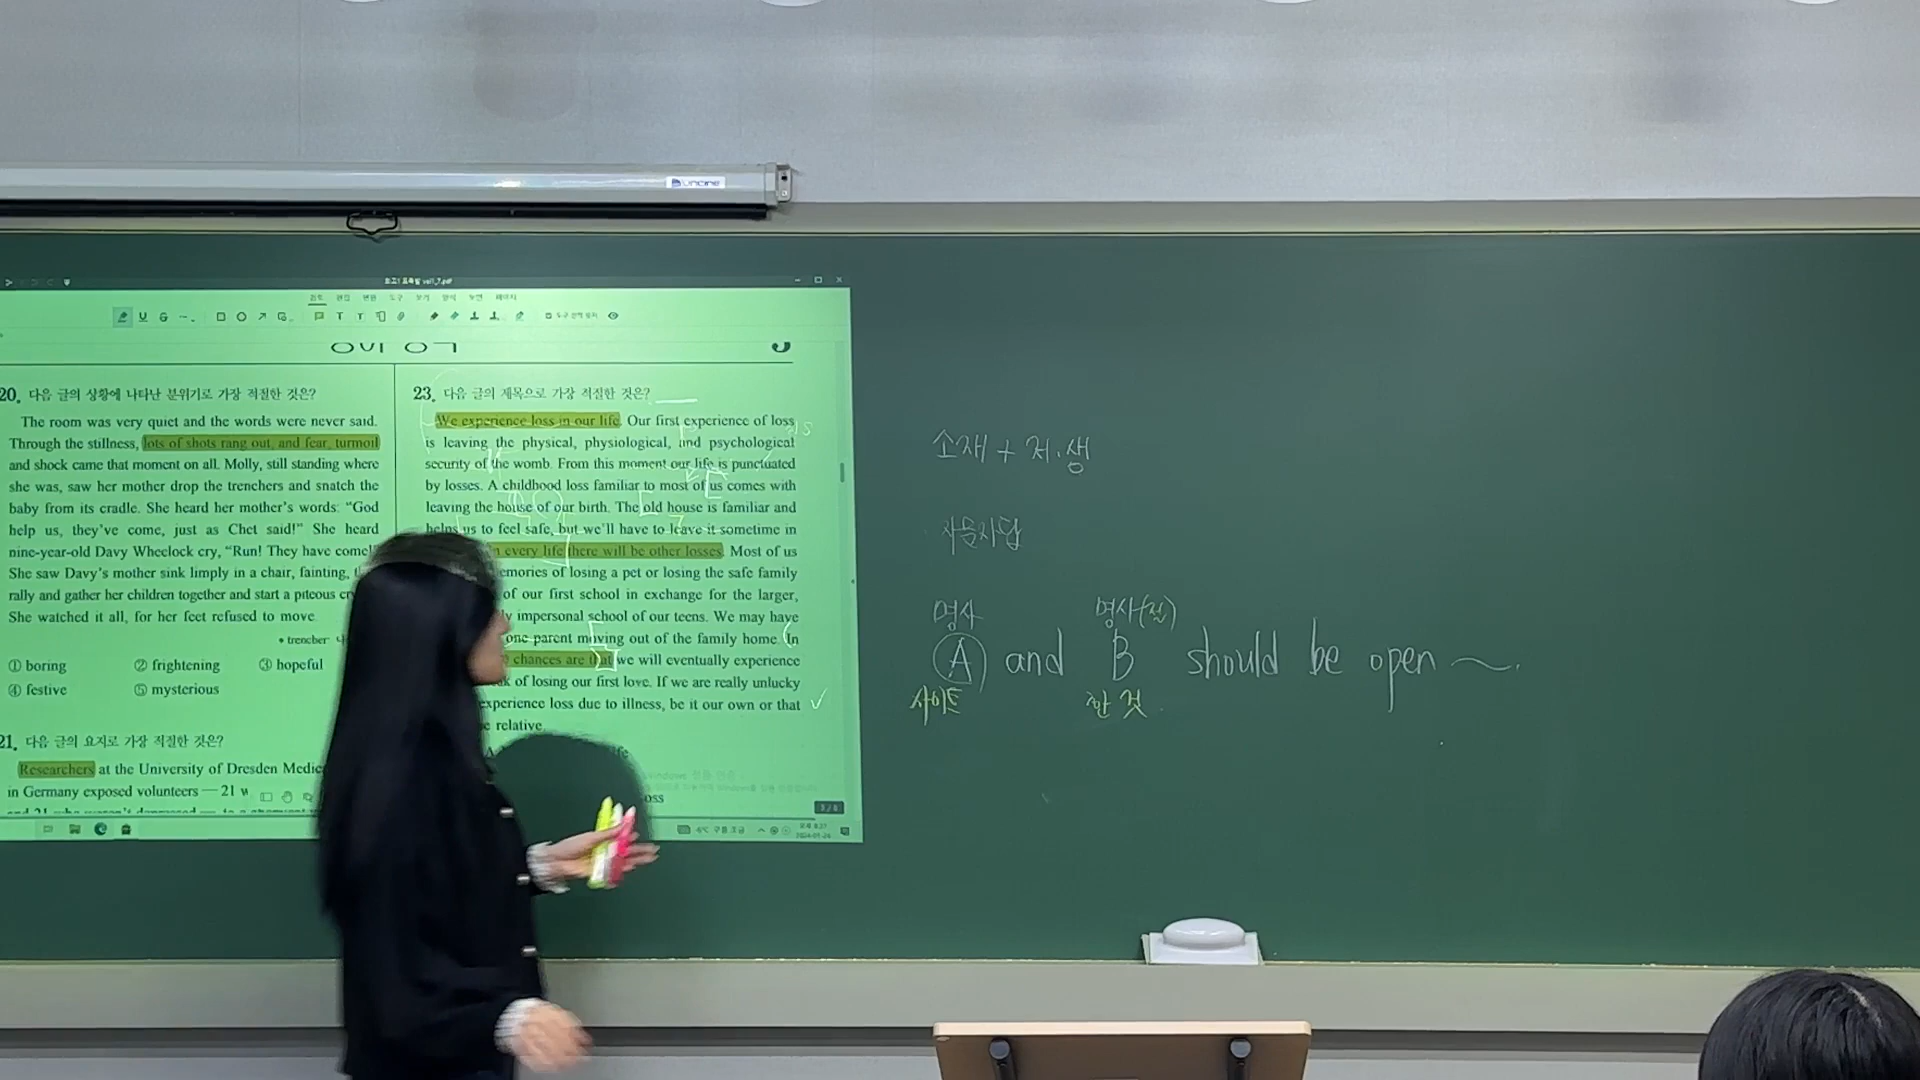 20. 다음 글의 상황에 나타난 분위기로 가장 적절한 것은?
The room was very quiet and the words were never said.
Through the stillness, lots of shots rang out, and fear, turmoil
and shock came that moment on all. Molly, still standing where
she was, saw her mother drop the trenchers and snatch the
baby from its cradle. She heard her mother's words: "God
help us, they've come, just as Chet said!" She heard
nine-year-old Davy Wheelock cry, "Run! They have come!
She saw Davy's mother sink limply in a chair, fainting,
rally and gather her children together and start a piteous
She watched it all, for her feet refused to move
* trencher
① boring ② frightening ③ hopeful
④ festive ⑤ mysterious
21. 다음 글의 요지로 가장 적절한 것은?
Researchers at the University of Dresden
in Germany exposed volunteers — 21
23. 다음 글의 제목으로 가장 적절한 것은?
We experience loss in our life. Our first experience of loss
is leaving the physical, physiological, and psychological
security of the womb. From this moment our life is punctuated
by losses. A childhood loss familiar to most of us comes with
leaving the house of our birth. The old house is familiar and
helps us to feel safe, but we'll have to leave it sometime in
every life there will be other losses. Most of us
emories of losing a pet or losing the safe family
of our first school in exchange for the larger,
impersonal school of our teens. We may have
one parent moving out of the family home. In
chances are that we will eventually experience
of losing our first love. If we are really unlucky
experience loss due to illness, be it our own or that
relative.
소재 + 저.생
자문자답
명사 명사(절)
A and B should be open ~.
사이트 한 것